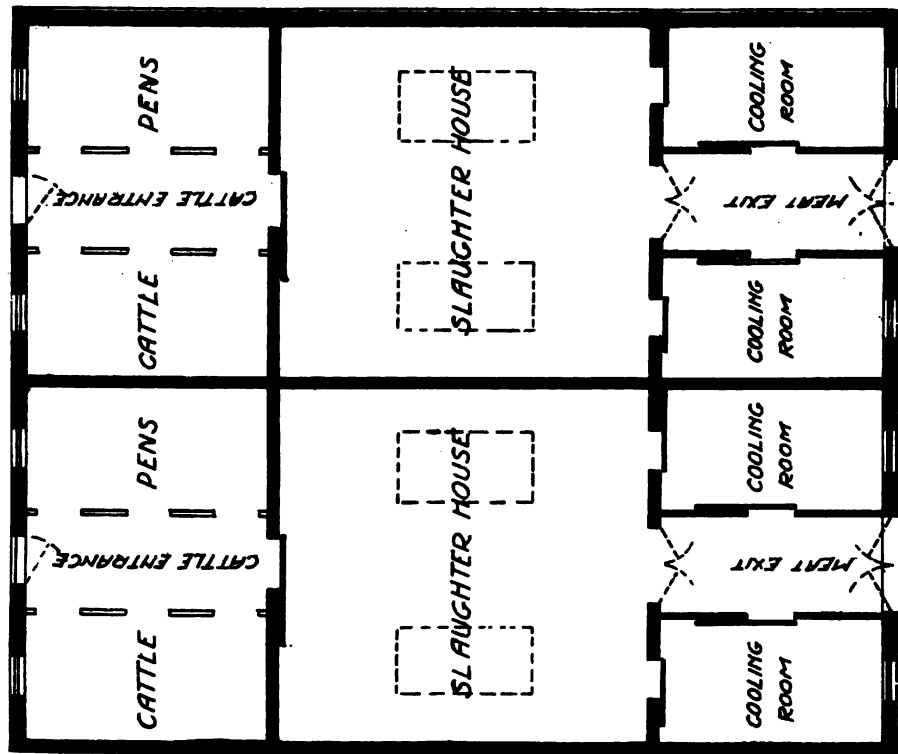 CATTLE PENS
CATTLE ENTRANCE
CATTLE PENS
CATTLE ENTRANCE
SLAUGHTER HOUSE
SLAUGHTER HOUSE
COOLING
ROOM
MEAT EXIT
COOLING
ROOM
COOLING
ROOM
MEAT EXIT
COOLING
ROOM